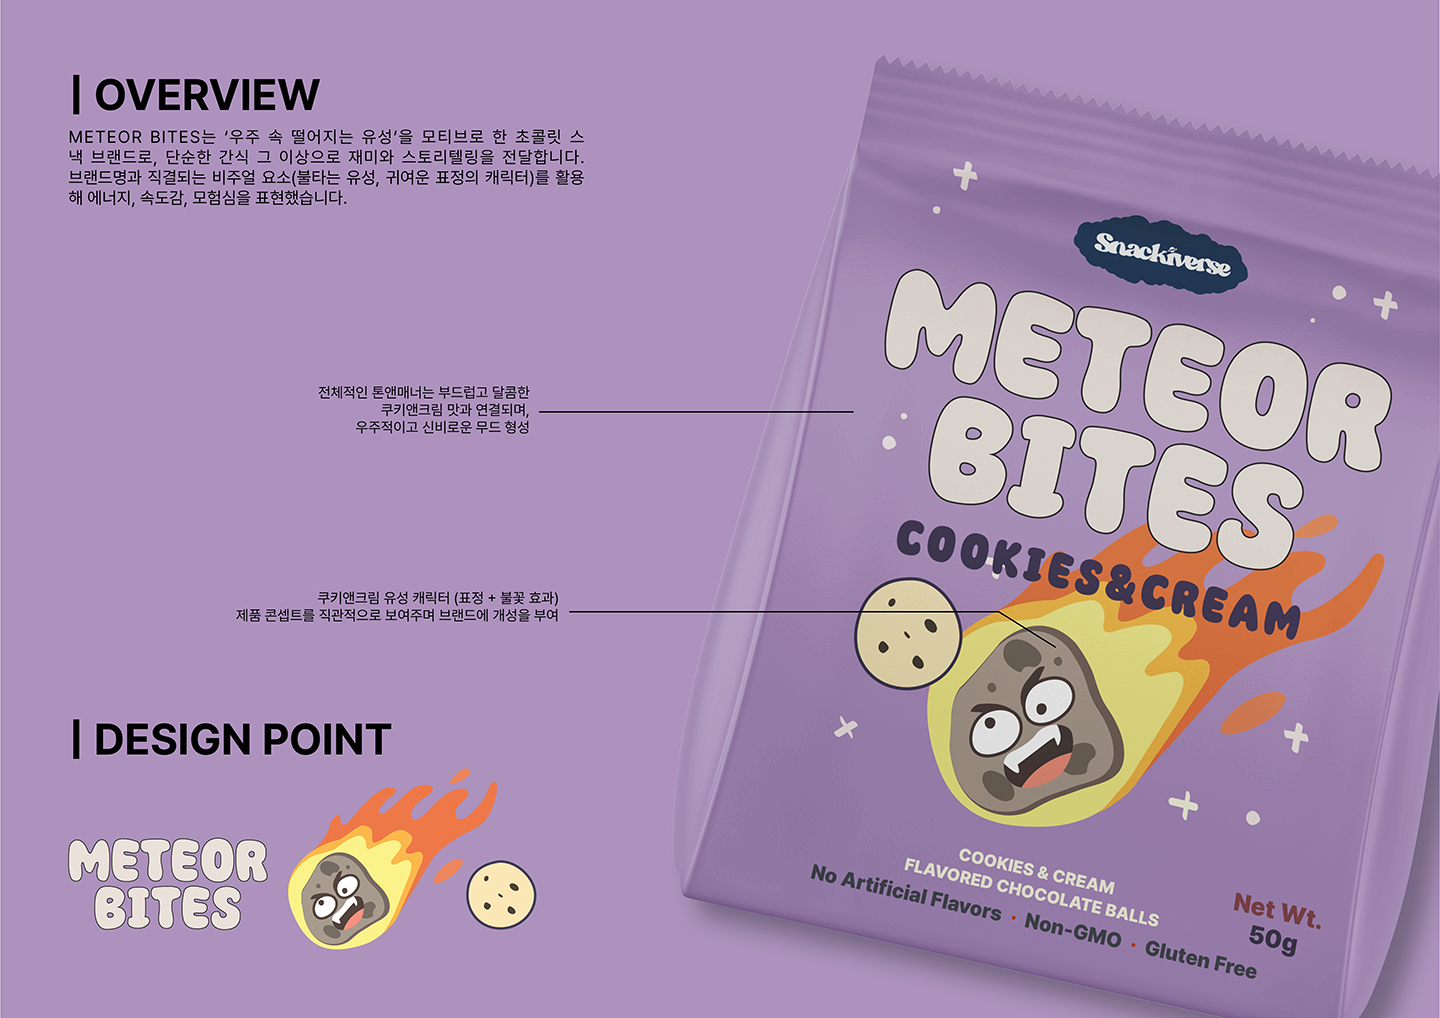 | OVERVIEW
METEOR BITES는 ‘우주 속 떨어지는 유성’을 모티브로 한 초콜릿 스
낵 브랜드로, 단순한 간식 그 이상으로 재미와 스토리텔링을 전달합니다.
브랜드명과 직결되는 비주얼 요소(불타는 유성, 귀여운 표정의 캐릭터)를 활용
해 에너지, 속도감, 모험심을 표현했습니다.
전체적인 톤앤매너는 부드럽고 달콤한
쿠키앤크림 맛과 연결되며,
우주적이고 신비로운 무드 형성
쿠키앤크림 유성 캐릭터 (표정 + 불꽃 효과)
제품 콘셉트를 직관적으로 보여주며 브랜드에 개성을 부여
| DESIGN POINT
METEOR
BITES
Snackiverse
METEOR
BITES
COOKIES&CREAM
COOKIES & CREAM
FLAVORED CHOCOLATE BALLS
No Artificial Flavors • Non-GMO • Gluten Free
Net Wt.
50g